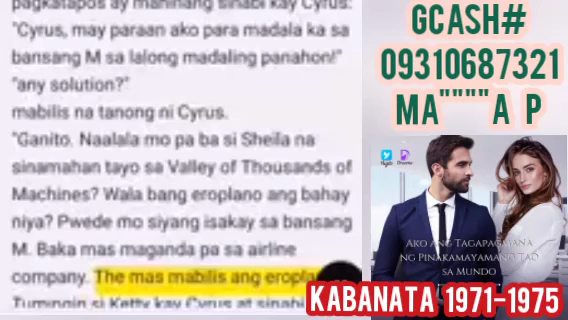 pagkatapos ay mahinang sinabi kay Cyrus:
"Cyrus, may paraan ako para madala ka sa
bansang M sa lalong madaling panahon!"
"any solution?"
mabilis na tanong ni Cyrus.
"Ganito. Naalala mo pa ba si Sheila na
sinamahan tayo sa Valley of Thousands of
Machines? Wala bang eroplano ang bahay
niya? Pwede mo siyang isakay sa bansang
M. Baka mas maganda pa sa airline
company. The mas mabilis ang eropla
Tumingin si Ketty kay Cyrus at sinabi
GCASH#
09310687321
MA""""A P
Ako ang Tagapagmana
ng Pinakamayamang Tao
sa Mundo
KABANATA 1971-1975